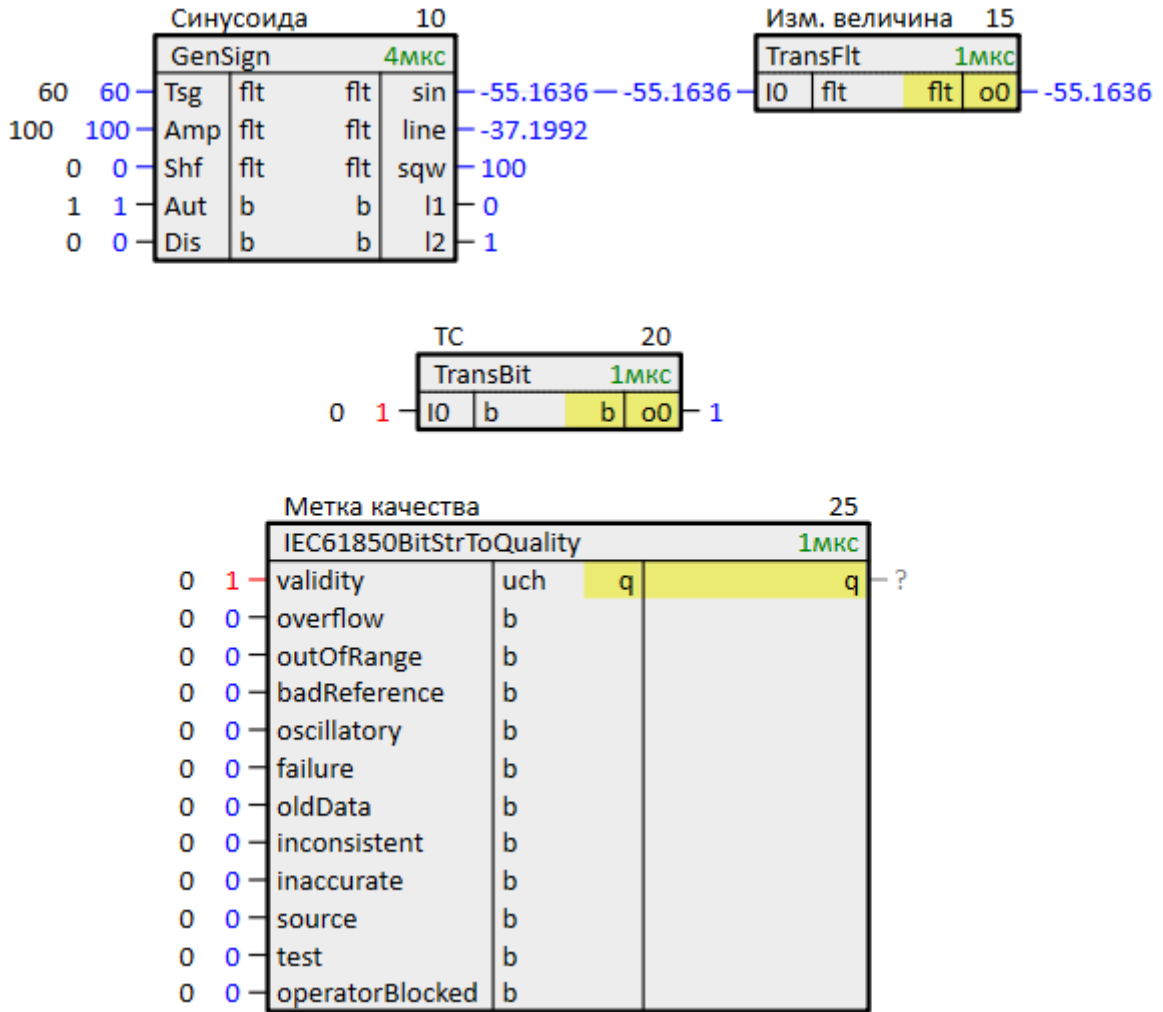 Синусоида 10 Изм. величина 15
GenSign 4мкс TransFlt 1мкс
60 60 Tsg flt flt sin -55.1636 -55.1636 I0 flt flt o0 -55.1636
100 100 Amp flt flt line -37.1992
0 0 Shf flt flt sqw 100
1 1 Aut b b l1 0
0 0 Dis b b l2 1
ТС 20
TransBit 1мкс
0 1 I0 b b o0 1
Метка качества 25
IEC61850BitStrToQuality 1мкс
0 1 validity uch q q ?
0 0 overflow b
0 0 outOfRange b
0 0 badReference b
0 0 oscillatory b
0 0 failure b
0 0 oldData b
0 0 inconsistent b
0 0 inaccurate b
0 0 source b
0 0 test b
0 0 operatorBlocked b